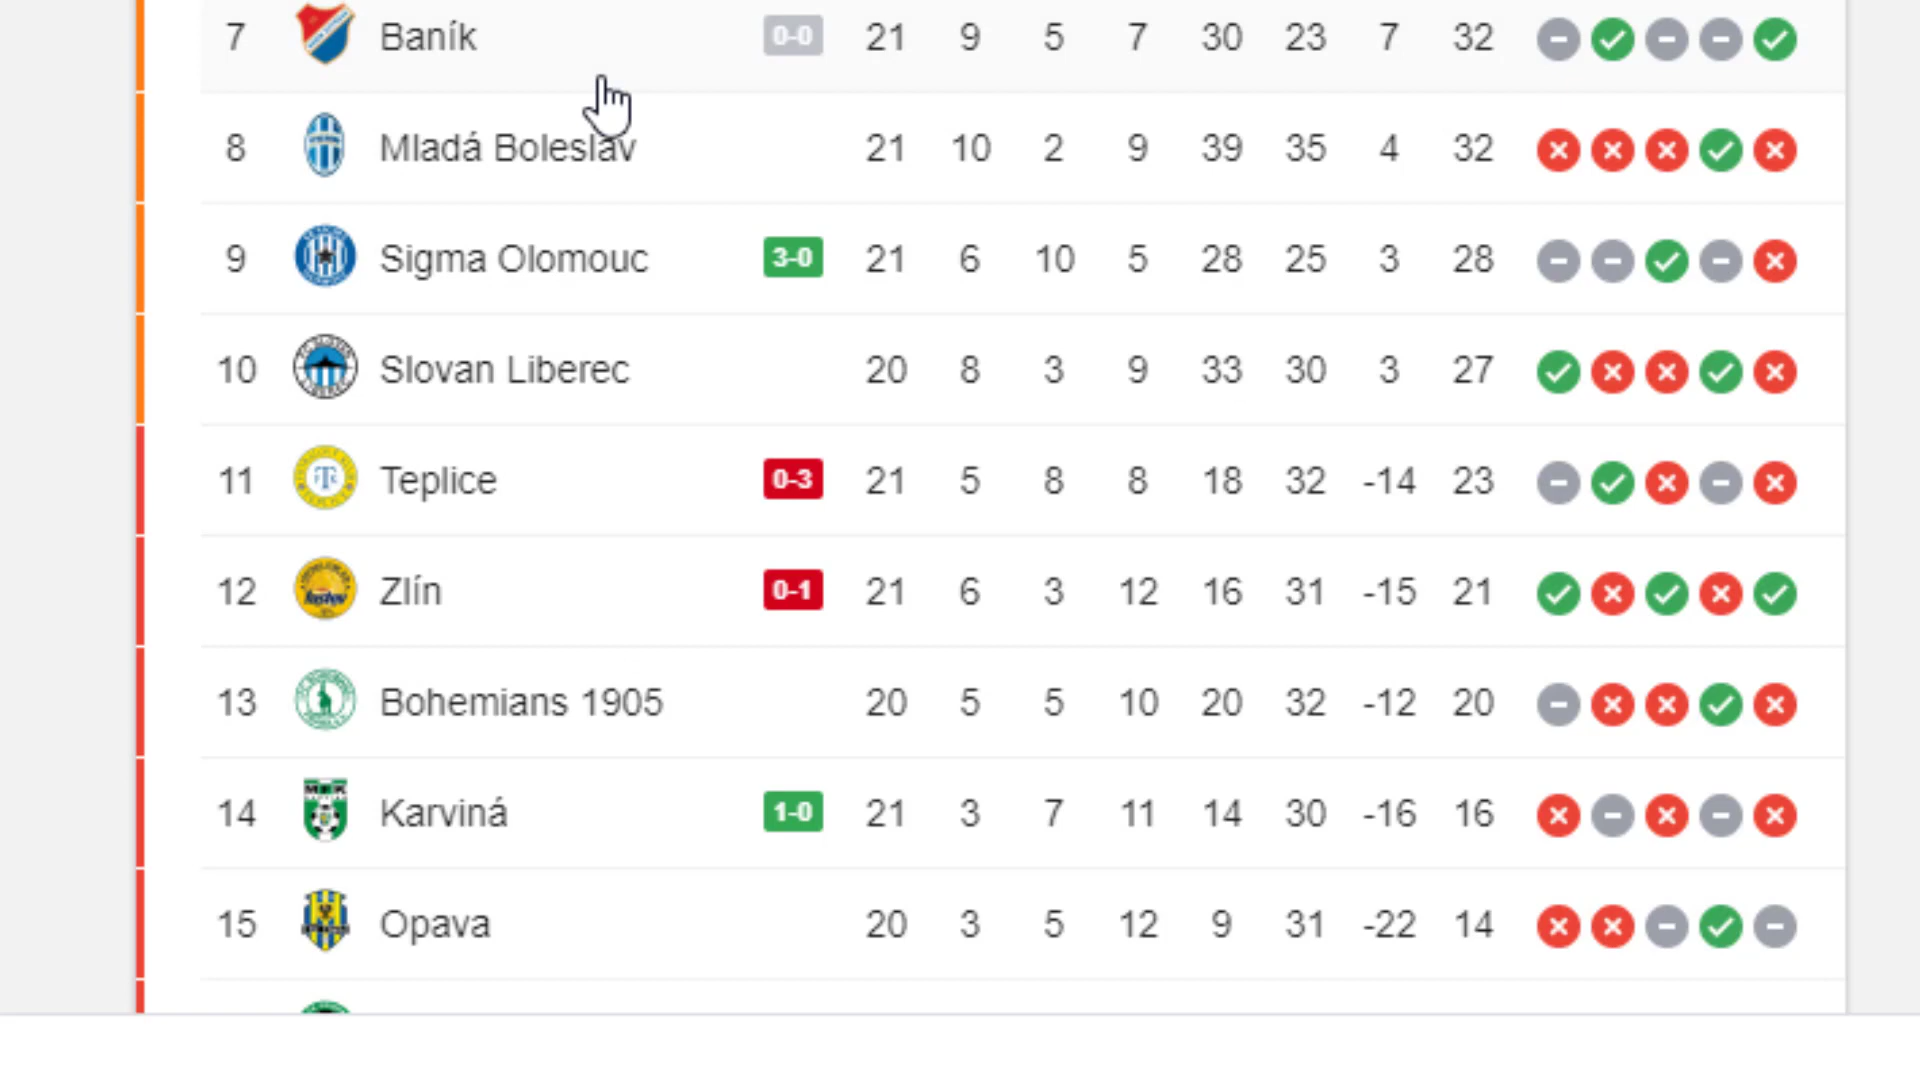 7 Baník 0-0 21 9 5 7 30 23 7 32
8 Mladá Boleslav 21 10 2 9 39 35 4 32
9 Sigma Olomouc 3-0 21 6 10 5 28 25 3 28
10 Slovan Liberec 20 8 3 9 33 30 3 27
11 Teplice 0-3 21 5 8 8 18 32 -14 23
12 Zlín 0-1 21 6 3 12 16 31 -15 21
13 Bohemians 1905 20 5 5 10 20 32 -12 20
14 Karviná 1-0 21 3 7 11 14 30 -16 16
15 Opava 20 3 5 12 9 31 -22 14